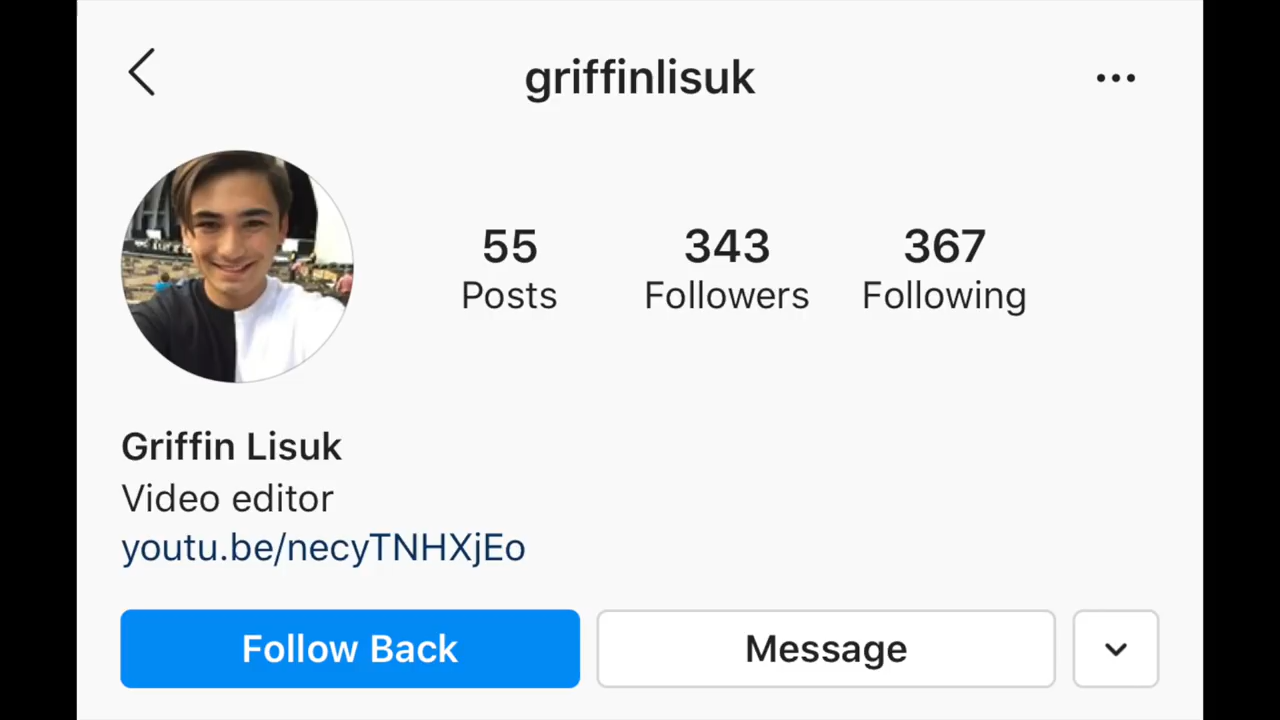 griffinlisuk
55 343 367
Posts Followers Following
Griffin Lisuk
Video editor
youtu.be/necyTNHXjEo
Follow Back Message